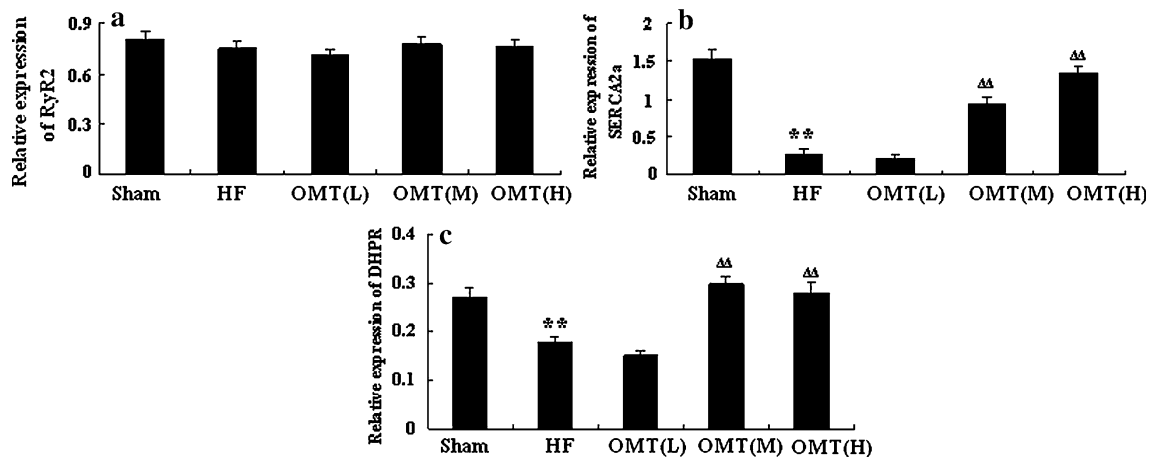 a
Relative expression
of RyR2
0.9
0.6
0.3
0
Sham HF OMT(L) OMT(M) OMT(H)
b
Relative expression of
SERCA2a
2
1.5
1
0.5
0
**
ΔΔ
ΔΔ
Sham HF OMT(L) OMT(M) OMT(H)
c
Relative expression of DHPR
0.4
0.3
0.2
0.1
0
**
ΔΔ
ΔΔ
Sham HF OMT(L) OMT(M) OMT(H)